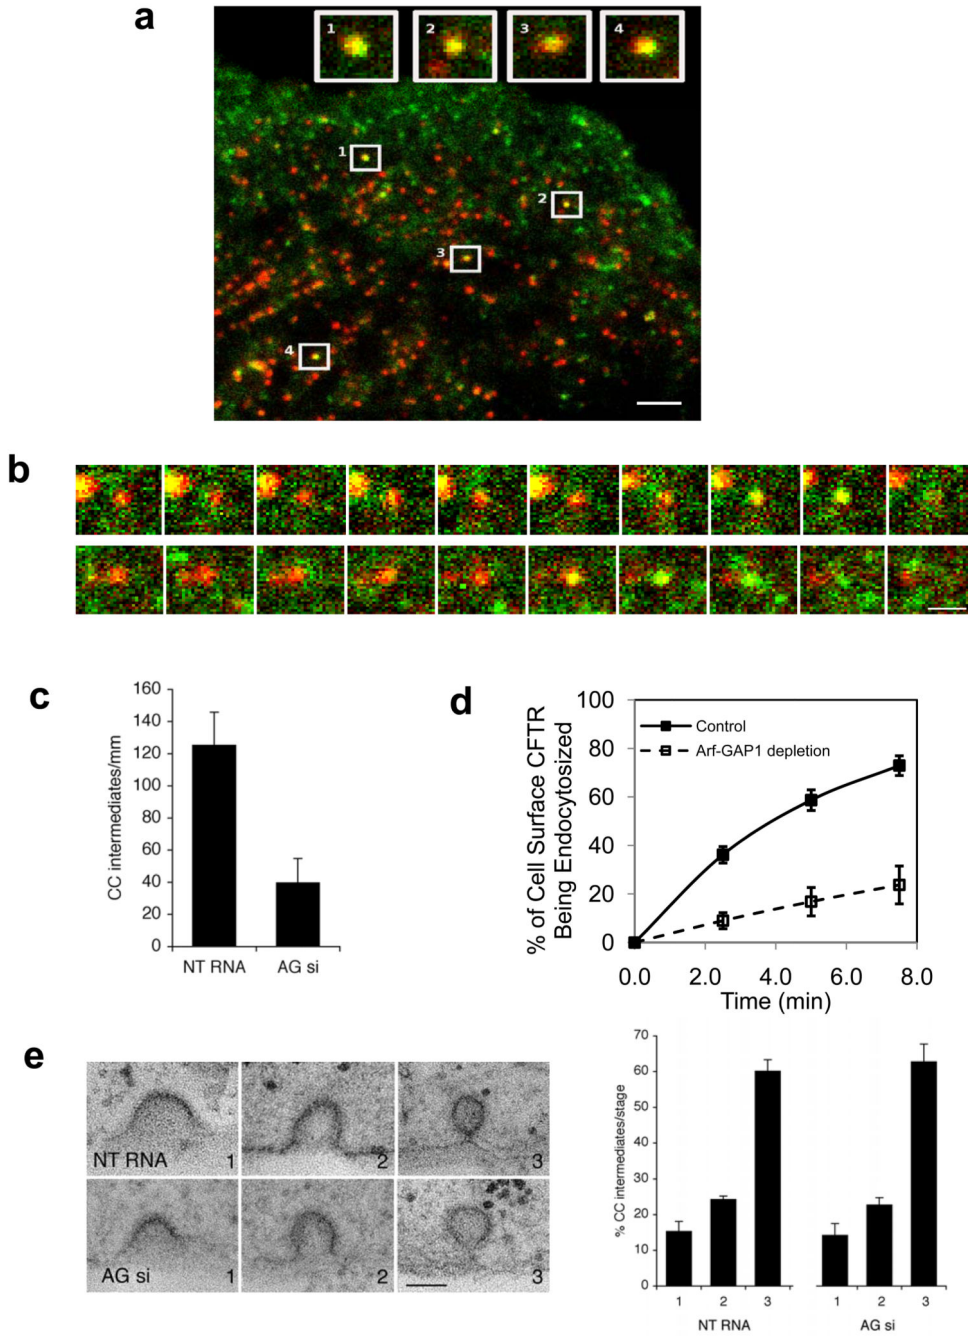 a
1
2
3
4
1
2
3
4
b
c
CC intermediates/mm
160
140
120
100
80
60
40
20
0
NT RNA
AG si
d
% of Cell Surface CFTR
Being Endocytosized
100
80
60
40
20
0
Control
Arf-GAP1 depletion
0.0
2.0
4.0
6.0
8.0
Time (min)
e
NT RNA
1
2
3
AG si
1
2
3
% CC intermediates/stage
70
60
50
40
30
20
10
0
1
2
3
1
2
3
NT RNA
AG si